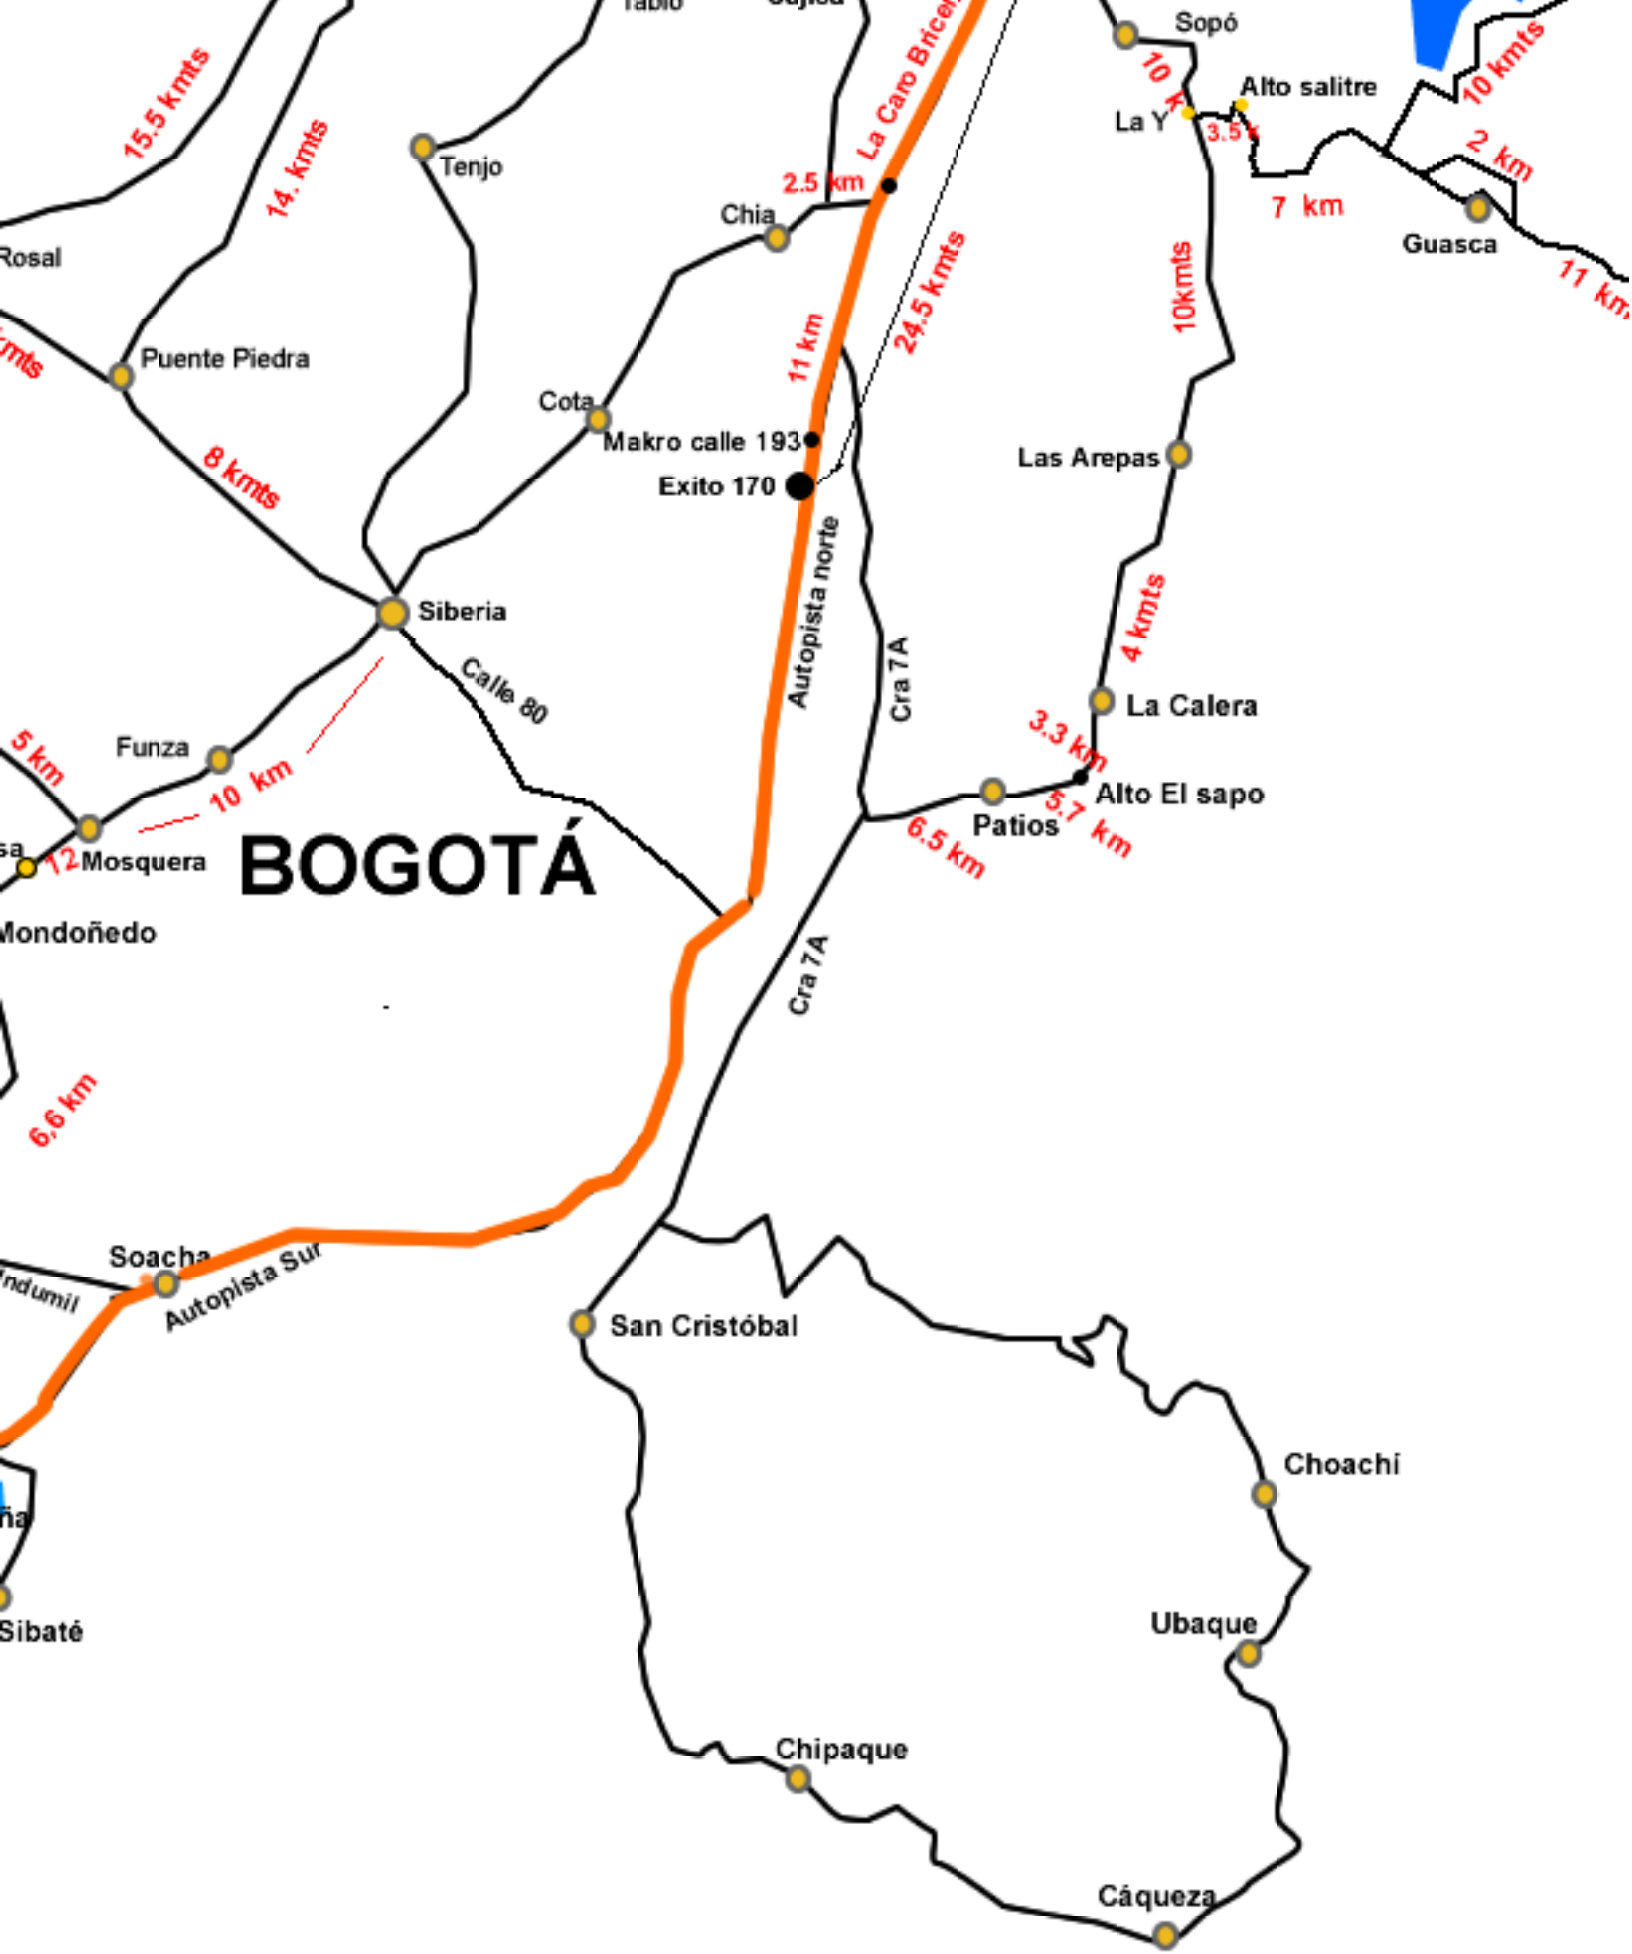 Sopó
10 k
La Caro
15.5 kmts
Alto salitre
10 kmts
La Y
3.5 k
14. kmts
2 km
Tenjo
2.5 km
7 km
Chia
Guasca
Rosal
11 km
10kmts
24.5 kmts
11 km
Puente Piedra
kmts
Cota
Makro calle 193
Las Arepas
8 kmts
Exito 170
Autopista norte
Siberia
4 kmts
Calle 80
Cra 7A
La Calera
3.3 km
Funza
5 km
10 km
Alto El sapo
5.7 km
Patios
6.5 km
BOGOTÁ
sa
12
Mosquera
Mondoñedo
Cra 7A
-
6,6 km
Soacha
Autopista Sur
Indumil
San Cristóbal
Choachí
ña
Ubaque
Sibaté
Chipaque
Cáqueza